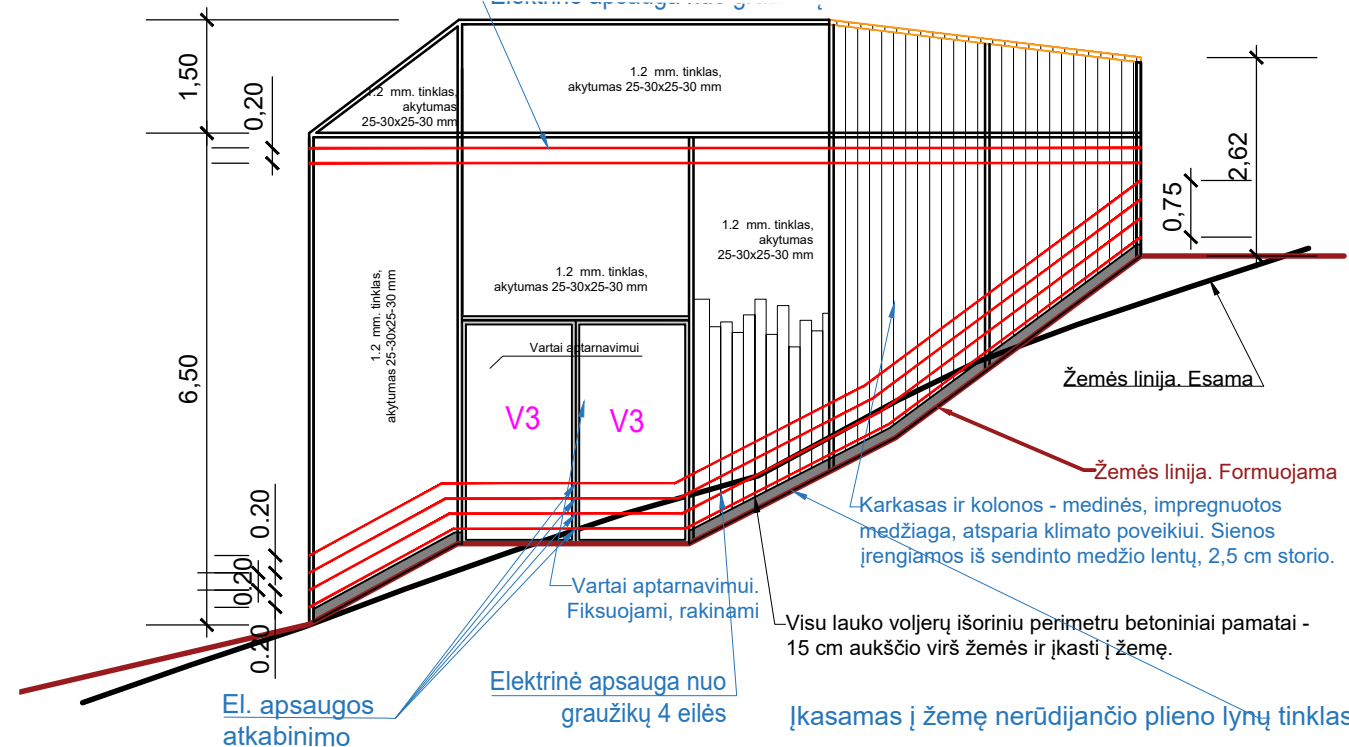 Elektrinė apsauga nuo
1,50
0,20
6,50
0.20
0.20
0.20
2,62
0,75
1.2 mm. tinklas,
akytumas
25-30x25-30 mm
1.2 mm. tinklas,
akytumas 25-30x25-30 mm
1.2 mm. tinklas,
akytumas 25-30x25-30 mm
1.2 mm. tinklas,
akytumas 25-30x25-30 mm
1.2 mm. tinklas,
akytumas
25-30x25-30 mm
Vartai aptarnavimui
V3
V3
Žemės linija. Esama
Žemės linija. Formuojama
Karkasas ir kolonos - medinės, impregnuotos
medžiaga, atsparia klimato poveikiui. Sienos
įrengiamos iš sendinto medžio lentų, 2,5 cm storio.
Vartai aptarnavimui.
Fiksuojami, rakinami
Visu lauko voljerų išoriniu perimetru betoniniai pamatai -
15 cm aukščio virš žemės ir įkasti į žemę.
Elektrinė apsauga nuo
graužikų 4 eilės
El. apsaugos
atkabinimo
Įkasamas į žemę nerūdijančio plieno lynų tinklas